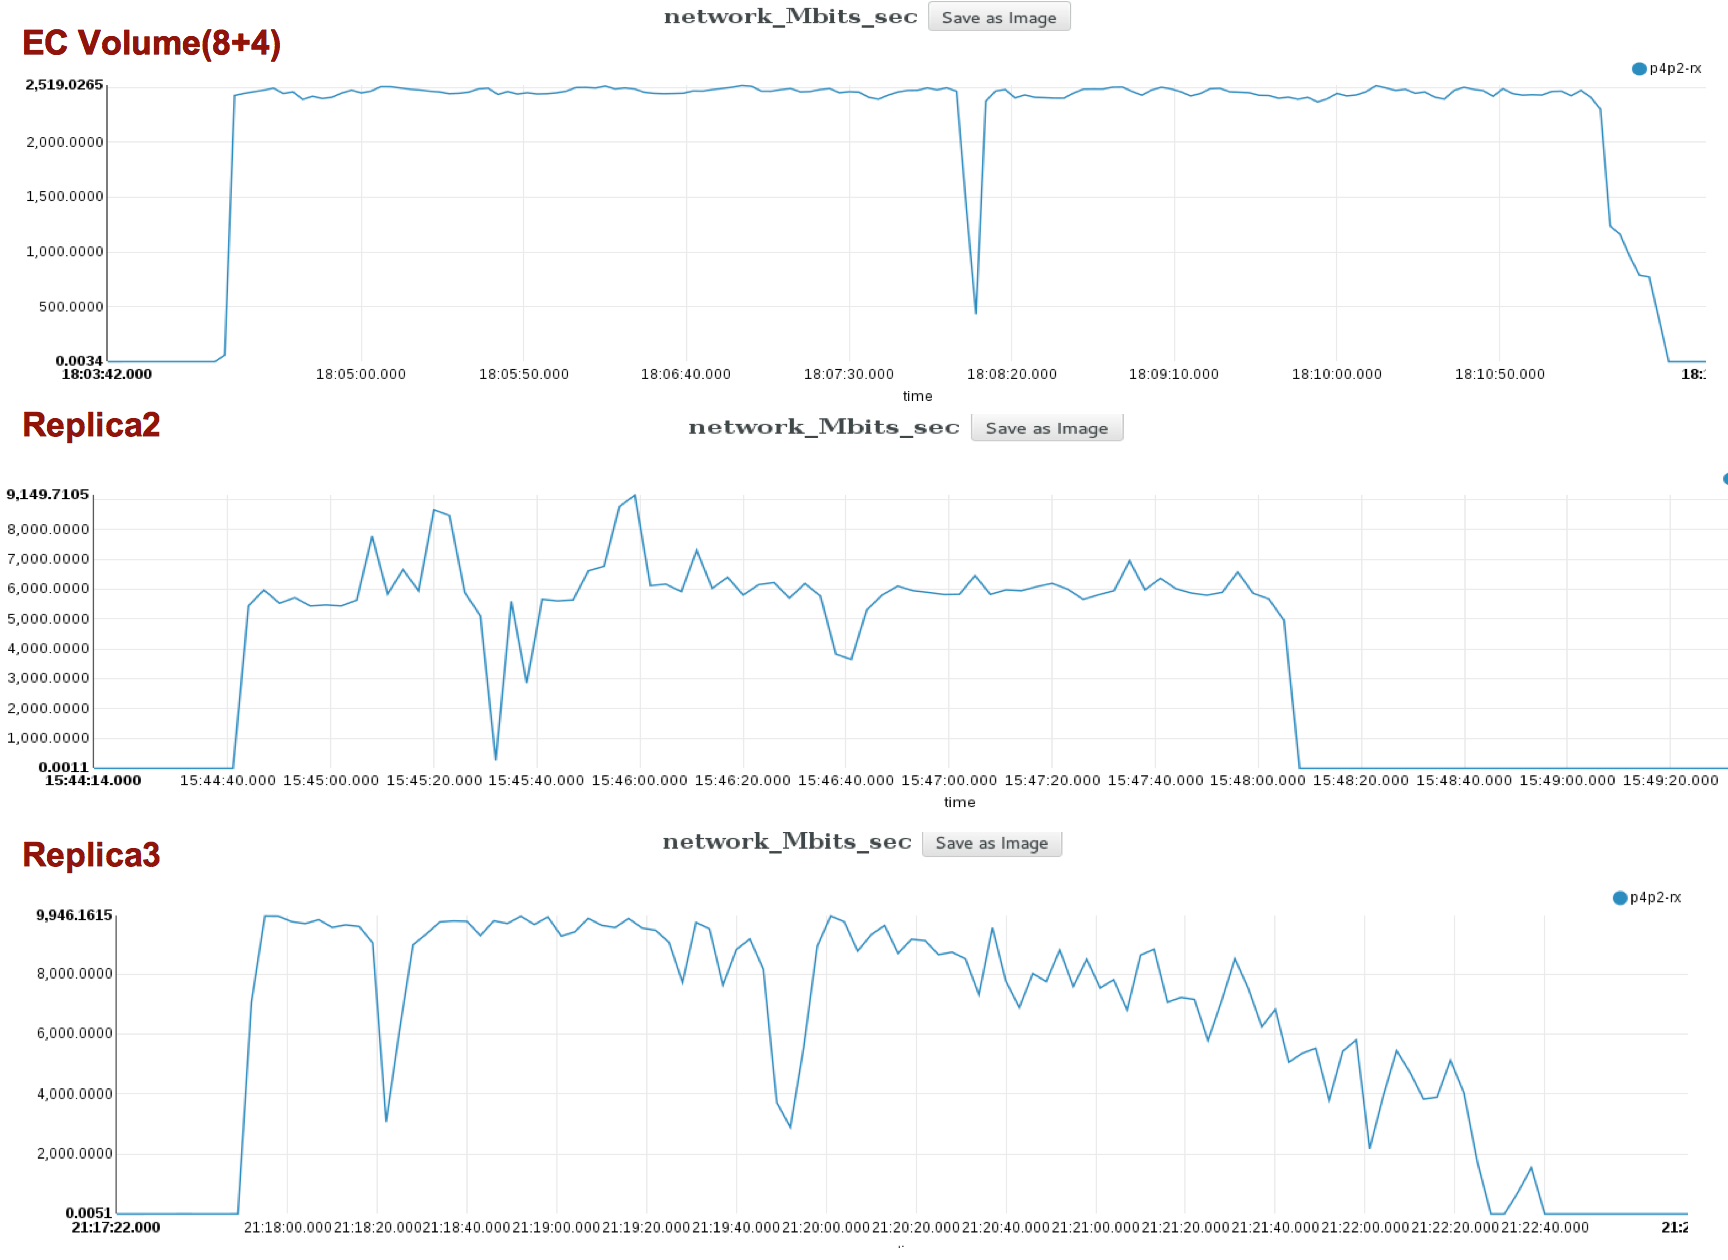 network_Mbits_sec Save as Image
EC Volume(8+4)
p4p2-rx
2,519.0265
2,000.0000
1,500.0000
1,000.0000
500.0000
0.0034
18:03:42.000 18:05:00.000 18:05:50.000 18:06:40.000 18:07:30.000 18:08:20.000 18:09:10.000 18:10:00.000 18:10:50.000 18:
time
Replica2
network_Mbits_sec Save as Image
9,149.7105
8,000.0000
7,000.0000
6,000.0000
5,000.0000
4,000.0000
3,000.0000
2,000.0000
1,000.0000
0.0011
15:44:14.000 15:44:40.000 15:45:00.000 15:45:20.000 15:45:40.000 15:46:00.000 15:46:20.000 15:46:40.000 15:47:00.000 15:47:20.000 15:47:40.000 15:48:00.000 15:48:20.000 15:48:40.000 15:49:00.000 15:49:20.000
time
network_Mbits_sec Save as Image
Replica3
p4p2-rx
9,946.1615
8,000.0000
6,000.0000
4,000.0000
2,000.0000
0.0051
21:17:22.000 21:18:00.000 21:18:20.000 21:18:40.000 21:19:00.000 21:19:20.000 21:19:40.000 21:20:00.000 21:20:20.000 21:20:40.000 21:21:00.000 21:21:20.000 21:21:40.000 21:22:00.000 21:22:20.000 21:22:40.000 21:2